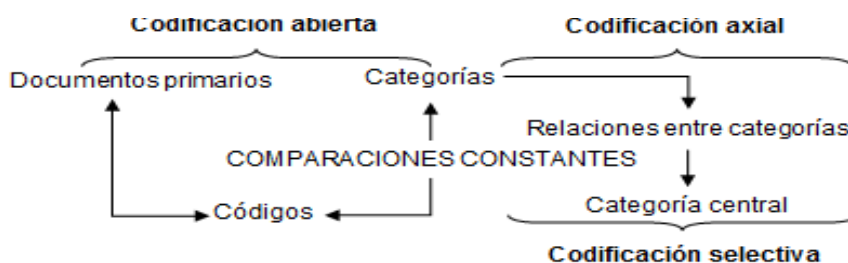 Codificación abierta
Codificación axial
Documentos primarios
Categorías
Relaciones entre categorías
COMPARACIONES CONSTANTES
Códigos
Categoría central
Codificación selectiva